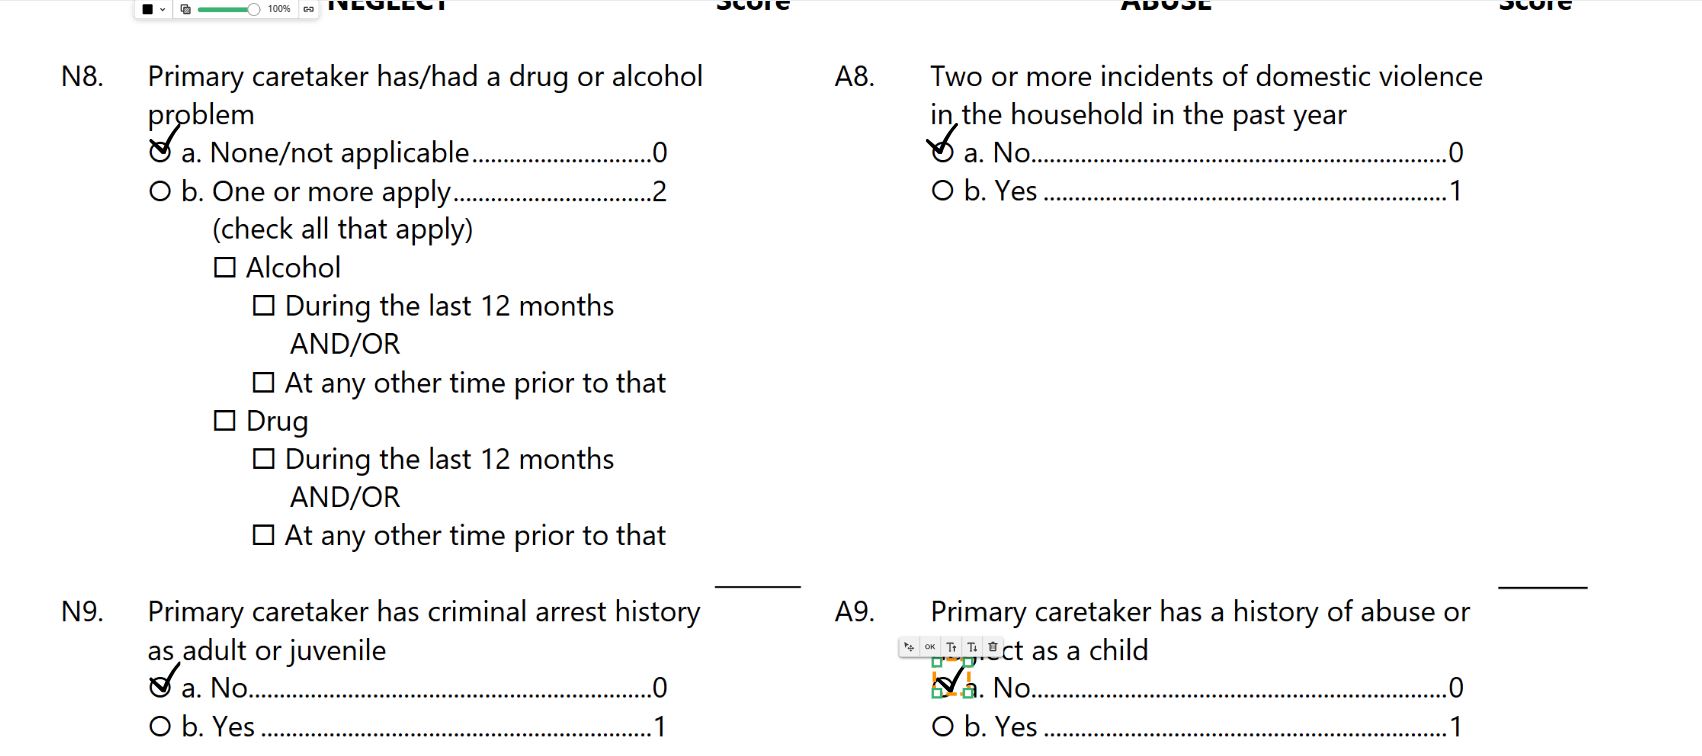 100%
NEGLECT Score ABUSE Score
N8. Primary caretaker has/had a drug or alcohol
problem
a. None/not applicable............................0
b. One or more apply...............................2
(check all that apply)
Alcohol
During the last 12 months
AND/OR
At any other time prior to that
Drug
During the last 12 months
AND/OR
At any other time prior to that
A8. Two or more incidents of domestic violence
in the household in the past year
a. No................................................................0
b. Yes ..............................................................1
N9. Primary caretaker has criminal arrest history
as adult or juvenile
a. No...............................................................0
b. Yes .............................................................1
A9. Primary caretaker has a history of abuse or
OK
ct as a child
a. No................................................................0
b. Yes ..............................................................1